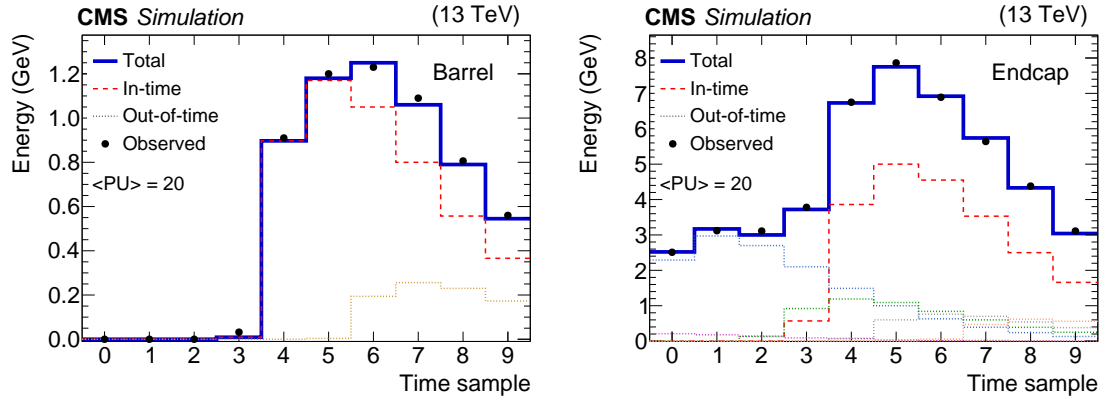 CMS Simulation (13 TeV)
Energy (GeV)
1.2
1.0
0.8
0.6
0.4
0.2
0.0
Total
In-time
Out-of-time
Observed
<PU> = 20
Barrel
0 1 2 3 4 5 6 7 8 9
Time sample
CMS Simulation (13 TeV)
Energy (GeV)
8
7
6
5
4
3
2
1
0
Total
In-time
Out-of-time
Observed
<PU> = 20
Endcap
0 1 2 3 4 5 6 7 8 9
Time sample